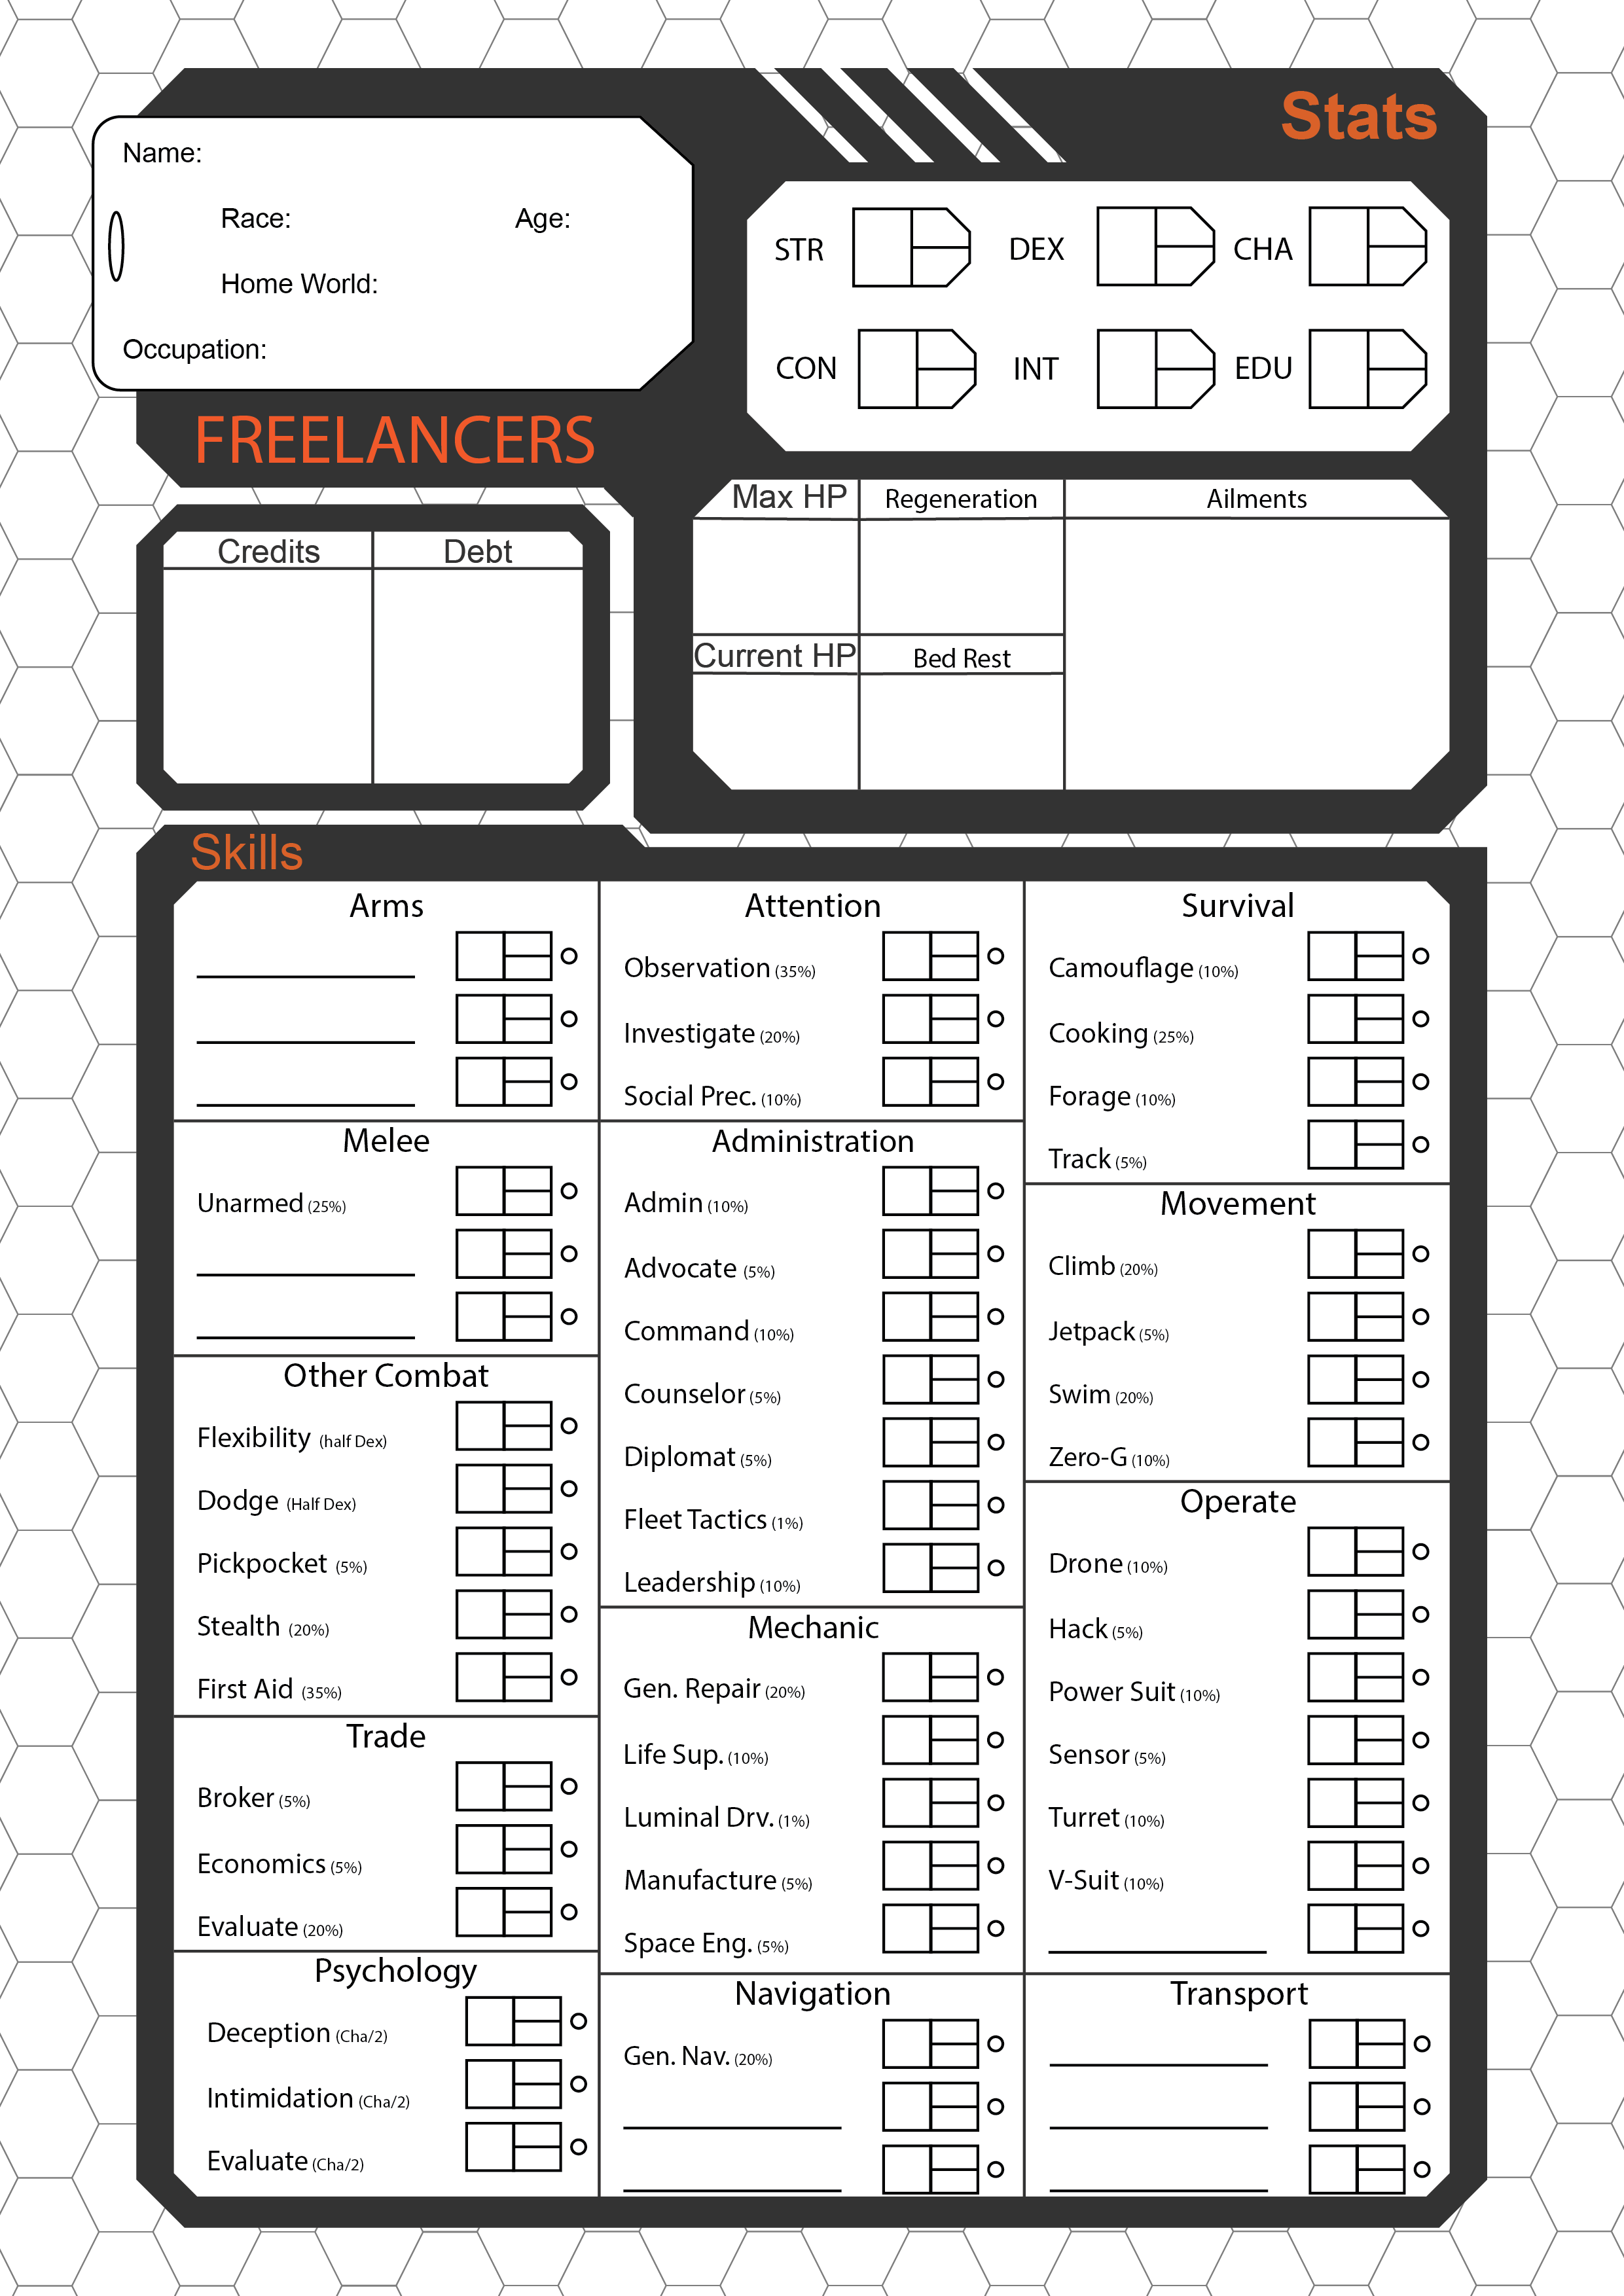 Stats
Name:
Race: Age:
Home World:
Occupation:
STR DEX CHA
CON INT EDU
FREELANCERS
Max HP Regeneration Ailments
Current HP Bed Rest
Credits Debt
Skills
Arms
Melee
Unarmed (25%)
Other Combat
Flexibility (half Dex)
Dodge (Half Dex)
Pickpocket (5%)
Stealth (20%)
First Aid (35%)
Trade
Broker (5%)
Economics (5%)
Evaluate (20%)
Psychology
Deception (Cha/2)
Intimidation (Cha/2)
Evaluate (Cha/2)
Attention
Observation (35%)
Investigate (20%)
Social Prec. (10%)
Administration
Admin (10%)
Advocate (5%)
Command (10%)
Counselor (5%)
Diplomat (5%)
Fleet Tactics (1%)
Leadership (10%)
Mechanic
Gen. Repair (20%)
Life Sup. (10%)
Luminal Drv. (1%)
Manufacture (5%)
Space Eng. (5%)
Navigation
Gen. Nav. (20%)
Survival
Camouflage (10%)
Cooking (25%)
Forage (10%)
Track (5%)
Movement
Climb (20%)
Jetpack (5%)
Swim (20%)
Zero-G (10%)
Operate
Drone (10%)
Hack (5%)
Power Suit (10%)
Sensor (5%)
Turret (10%)
V-Suit (10%)
Transport